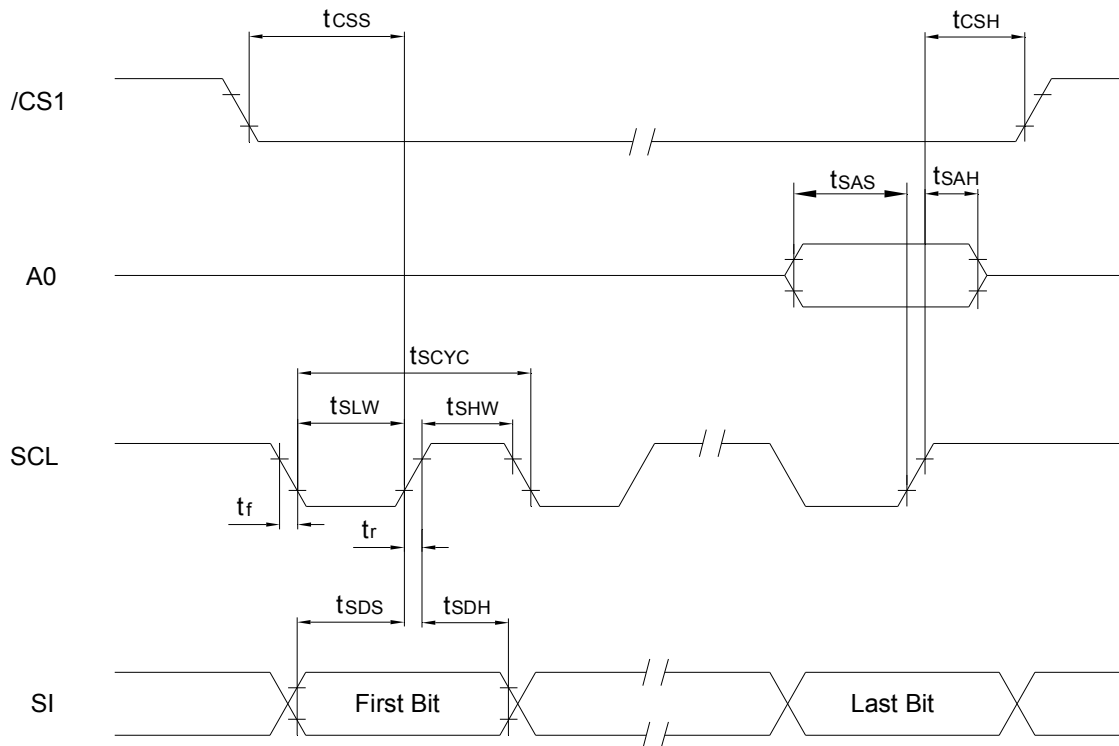 tCSS
tCSH
/CS1
tSAS
tSAH
A0
tSCYC
tSLW
tSHW
SCL
tf
tr
tSDS
tSDH
SI
First Bit
Last Bit